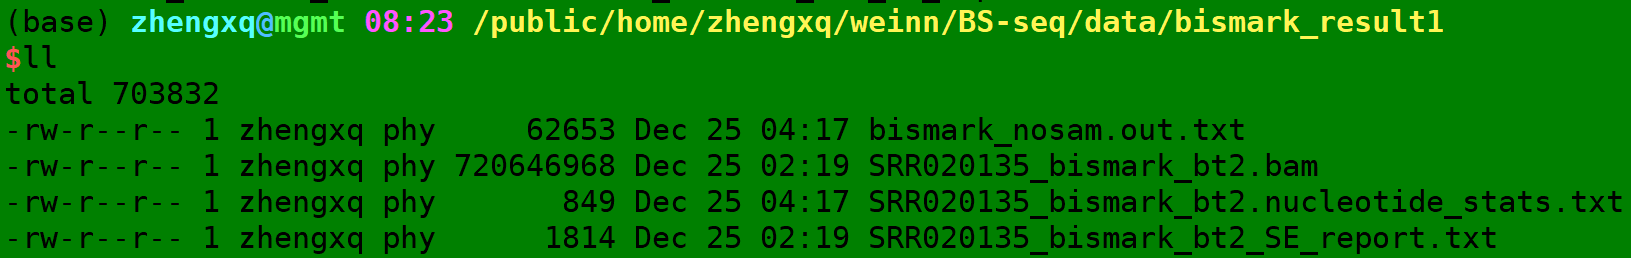 (base) zhengxq@mgmt 08:23 /public/home/zhengxq/weinn/BS-seq/data/bismark_result1
$ll
total 703832
-rw-r--r-- 1 zhengxq phy     62653 Dec 25 04:17 bismark_nosam.out.txt
-rw-r--r-- 1 zhengxq phy 720646968 Dec 25 02:19 SRR020135_bismark_bt2.bam
-rw-r--r-- 1 zhengxq phy       849 Dec 25 04:17 SRR020135_bismark_bt2.nucleotide_stats.txt
-rw-r--r-- 1 zhengxq phy      1814 Dec 25 02:19 SRR020135_bismark_bt2_SE_report.txt